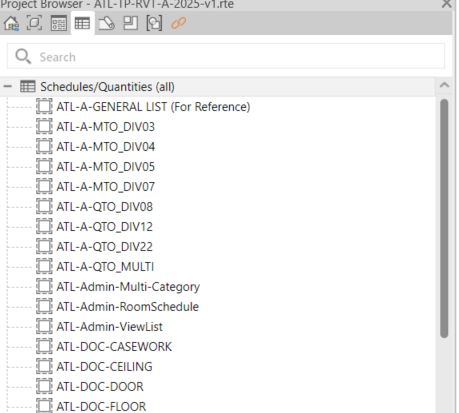 Project Browser - ATL-TP-RVT-A-2025-v1.rte
Search
Schedules/Quantities (all)
ATL-A-GENERAL LIST (For Reference)
ATL-A-MTO_DIV03
ATL-A-MTO_DIV04
ATL-A-MTO_DIV05
ATL-A-MTO_DIV07
ATL-A-QTO_DIV08
ATL-A-QTO_DIV12
ATL-A-QTO_DIV22
ATL-A-QTO_MULTI
ATL-Admin-Multi-Category
ATL-Admin-RoomSchedule
ATL-Admin-ViewList
ATL-DOC-CASEWORK
ATL-DOC-CEILING
ATL-DOC-DOOR
ATL-DOC-FLOOR